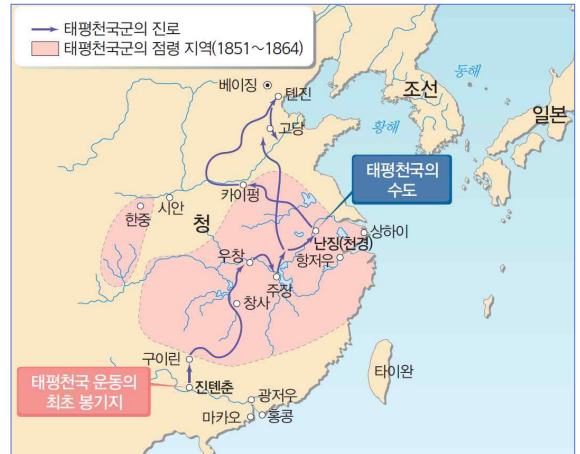 태평천국군의 진로
태평천국군의 점령 지역(1851～1864)
베이징
톈진
조선
동해
일본
고당
황해
태평천국의
수도
카이펑
시안
한중
청
난징(천경)
상하이
우창
항저우
주장
창사
구이린
태평천국 운동의
최초 봉기지
진톈춘
광저우
타이완
마카오
홍콩